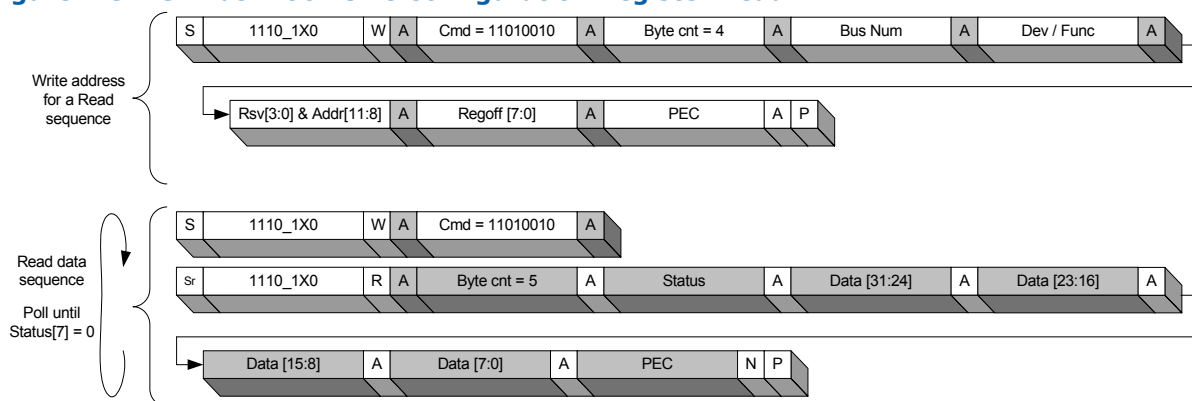 S 1110_1X0 W A Cmd = 11010010 A Byte cnt = 4 A Bus Num A Dev / Func A
Write address
for a Read
sequence
Rsv[3:0] & Addr[11:8] A Regoff [7:0] A PEC A P
S 1110_1X0 W A Cmd = 11010010 A
Read data
sequence
Poll until
Status[7] = 0
Sr 1110_1X0 R A Byte cnt = 5 A Status A Data [31:24] A Data [23:16] A
Data [15:8] A Data [7:0] A PEC N P